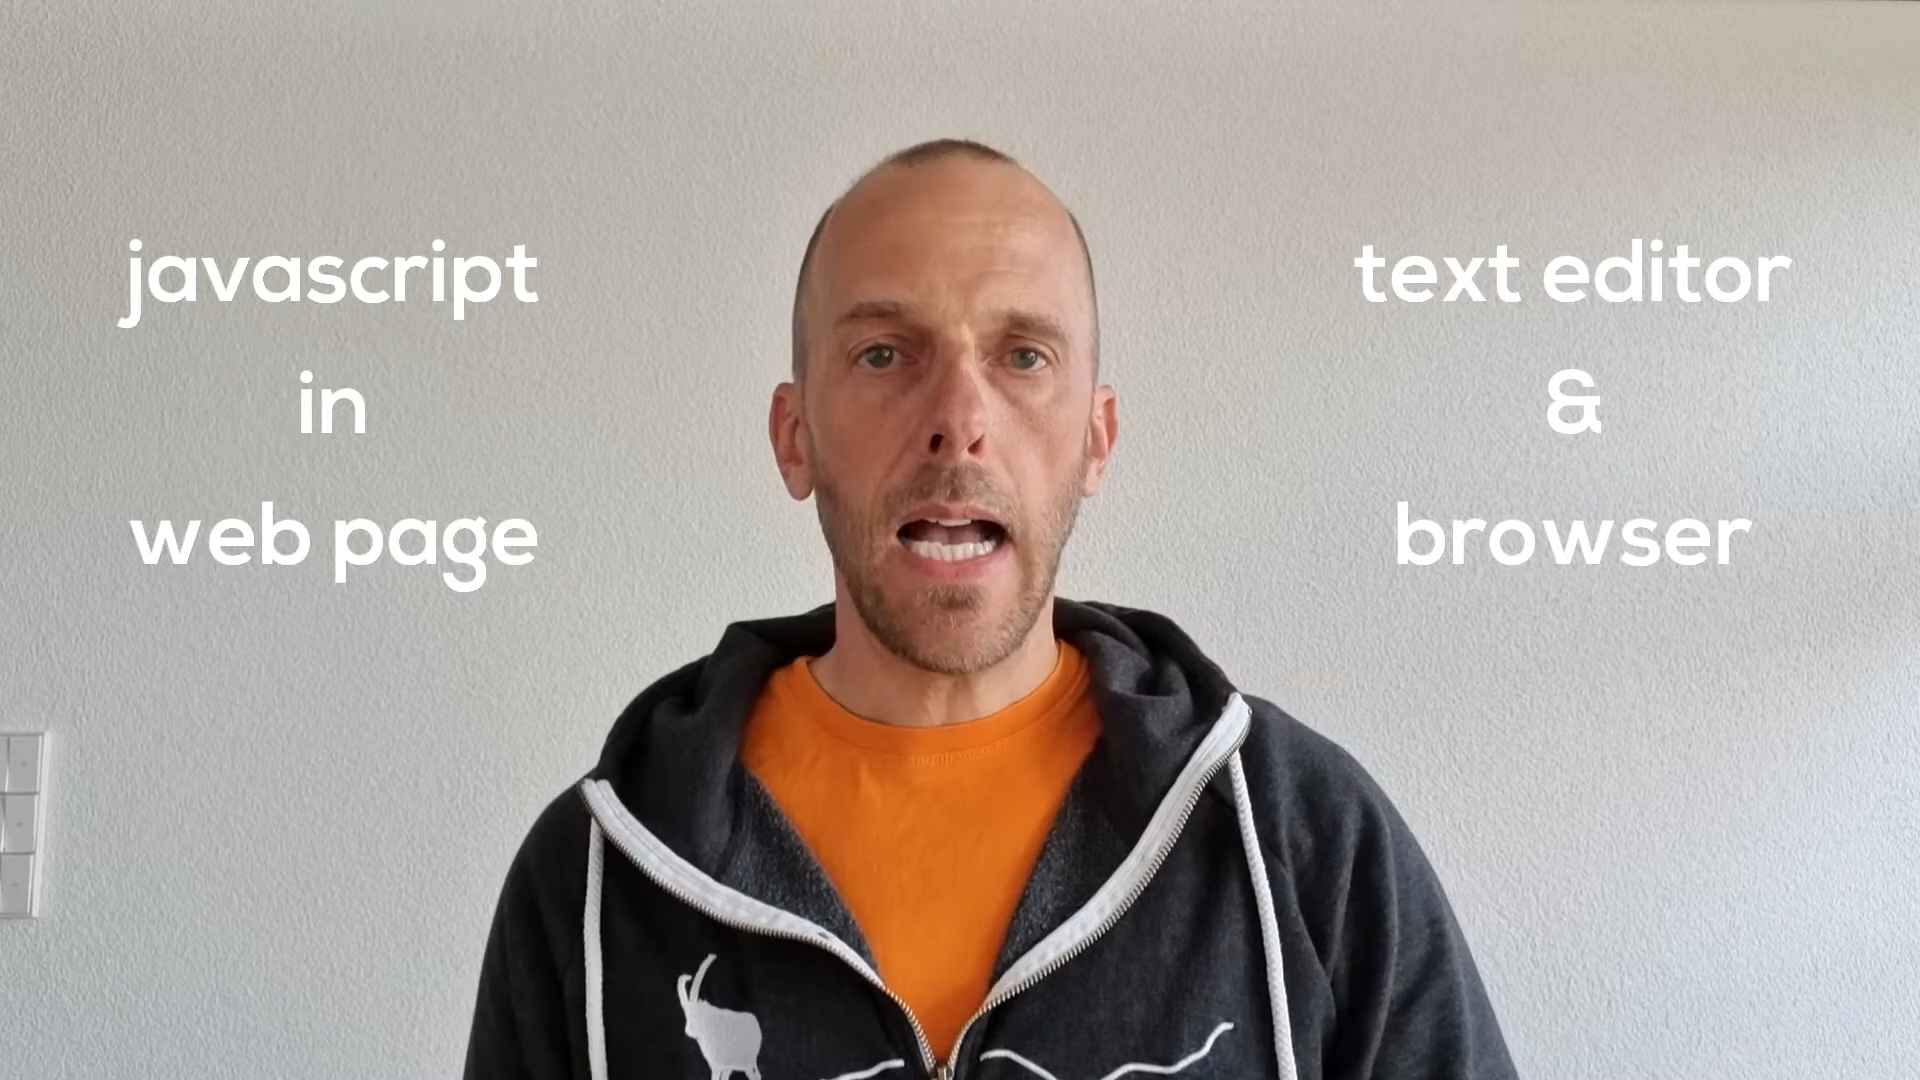 javascript
in
web page
text editor
&
browser